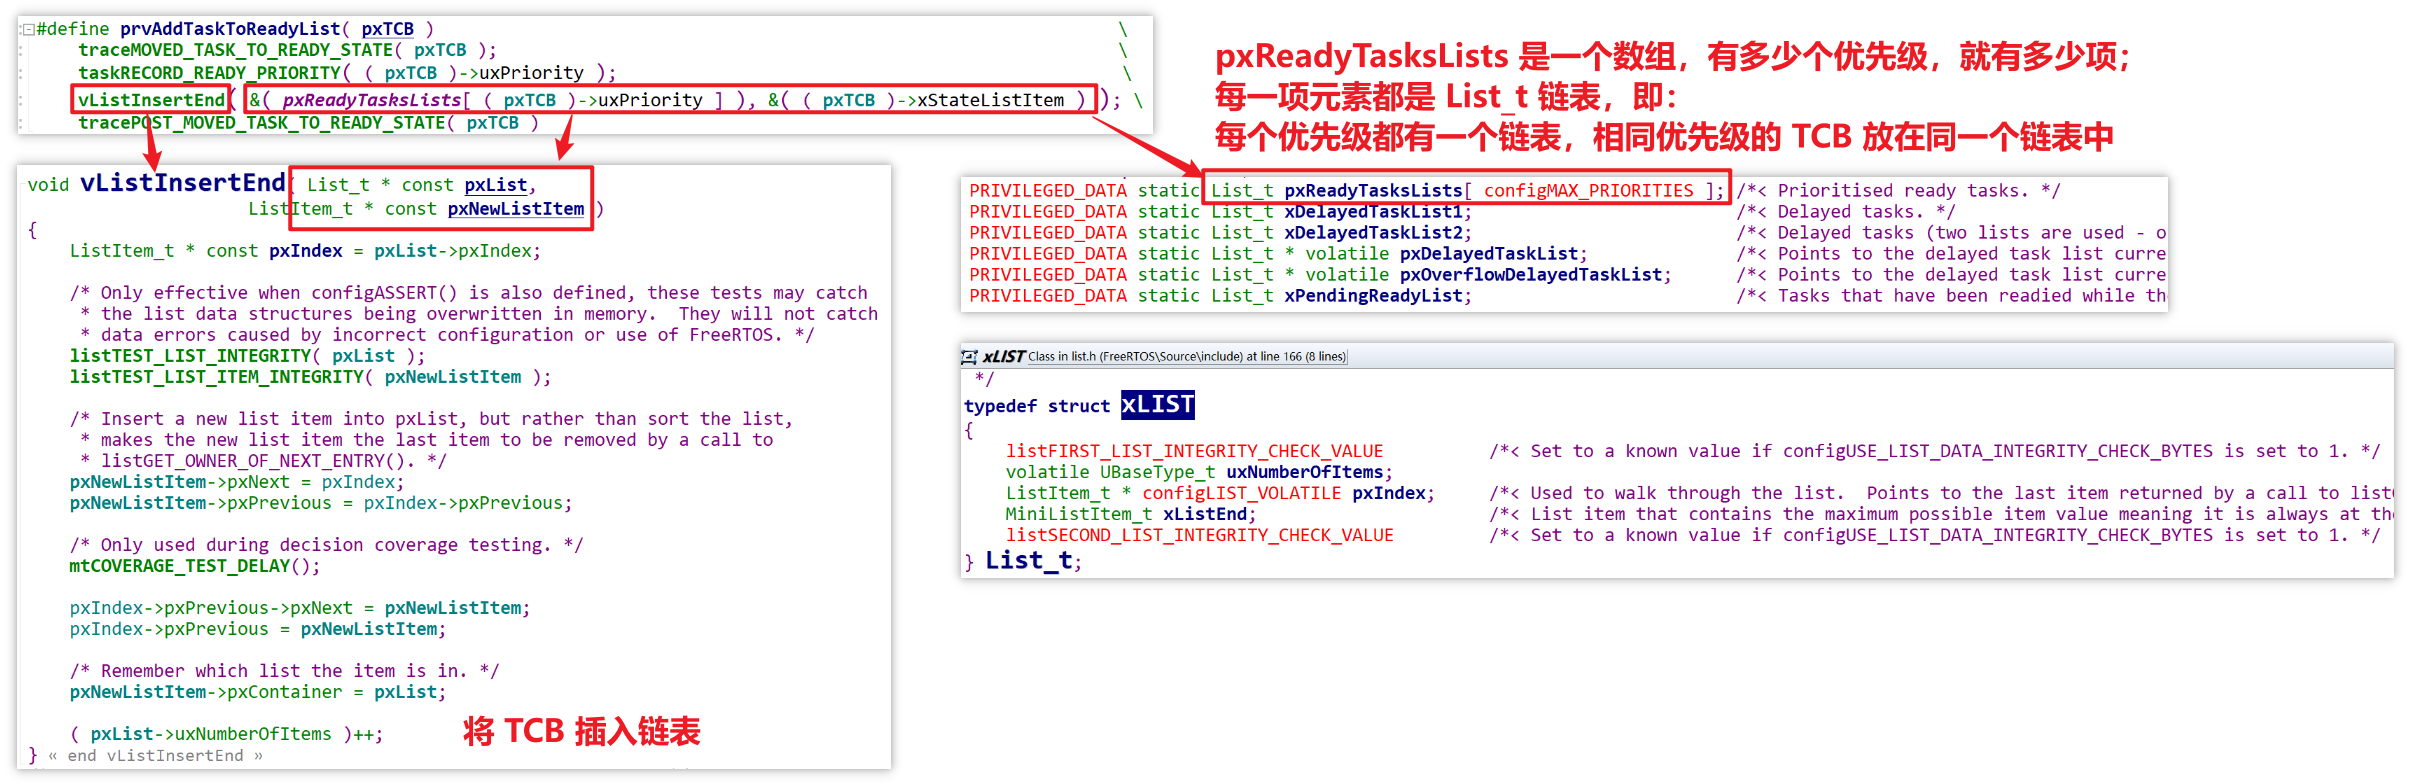 #define prvAddTaskToReadyList( pxTCB ) \
traceMOVED_TASK_TO_READY_STATE( pxTCB ); \
taskRECORD_READY_PRIORITY( ( pxTCB )->uxPriority ); \
vListInsertEnd( &( pxReadyTasksLists[ ( pxTCB )->uxPriority ] ), &( ( pxTCB )->xStateListItem ) ); \
tracePOST_MOVED_TASK_TO_READY_STATE( pxTCB )
pxReadyTasksLists 是一个数组，有多少个优先级，就有多少项；
每一项元素都是 List_t 链表，即：
每个优先级都有一个链表，相同优先级的 TCB 放在同一个链表中
void vListInsertEnd( List_t * const pxList,
ListItem_t * const pxNewListItem )
{
ListItem_t * const pxIndex = pxList->pxIndex;
/* Only effective when configASSERT() is also defined, these tests may catch
* the list data structures being overwritten in memory.  They will not catch
* data errors caused by incorrect configuration or use of FreeRTOS. */
listTEST_LIST_INTEGRITY( pxList );
listTEST_LIST_ITEM_INTEGRITY( pxNewListItem );
/* Insert a new list item into pxList, but rather than sort the list,
* makes the new list item the last item to be removed by a call to
* listGET_OWNER_OF_NEXT_ENTRY(). */
pxNewListItem->pxNext = pxIndex;
pxNewListItem->pxPrevious = pxIndex->pxPrevious;
/* Only used during decision coverage testing. */
mtCOVERAGE_TEST_DELAY();
pxIndex->pxPrevious->pxNext = pxNewListItem;
pxIndex->pxPrevious = pxNewListItem;
/* Remember which list the item is in. */
pxNewListItem->pxContainer = pxList;
( pxList->uxNumberOfItems )++;
} « end vListInsertEnd »
将 TCB 插入链表
PRIVILEGED_DATA static List_t pxReadyTasksLists[ configMAX_PRIORITIES ]; /*< Prioritised ready tasks. */
PRIVILEGED_DATA static List_t xDelayedTaskList1; /*< Delayed tasks. */
PRIVILEGED_DATA static List_t xDelayedTaskList2; /*< Delayed tasks (two lists are used - o
PRIVILEGED_DATA static List_t * volatile pxDelayedTaskList; /*< Points to the delayed task list curre
PRIVILEGED_DATA static List_t * volatile pxOverflowDelayedTaskList; /*< Points to the delayed task list curre
PRIVILEGED_DATA static List_t xPendingReadyList; /*< Tasks that have been readied while th
xLIST Class in list.h (FreeRTOS\Source\include) at line 166 (8 lines)
*/
typedef struct xLIST
{
listFIRST_LIST_INTEGRITY_CHECK_VALUE /*< Set to a known value if configUSE_LIST_DATA_INTEGRITY_CHECK_BYTES is set to 1. */
volatile UBaseType_t uxNumberOfItems;
ListItem_t * configLIST_VOLATILE pxIndex; /*< Used to walk through the list.  Points to the last item returned by a call to list
MiniListItem_t xListEnd; /*< List item that contains the maximum possible item value meaning it is always at th
listSECOND_LIST_INTEGRITY_CHECK_VALUE /*< Set to a known value if configUSE_LIST_DATA_INTEGRITY_CHECK_BYTES is set to 1. */
} List_t;